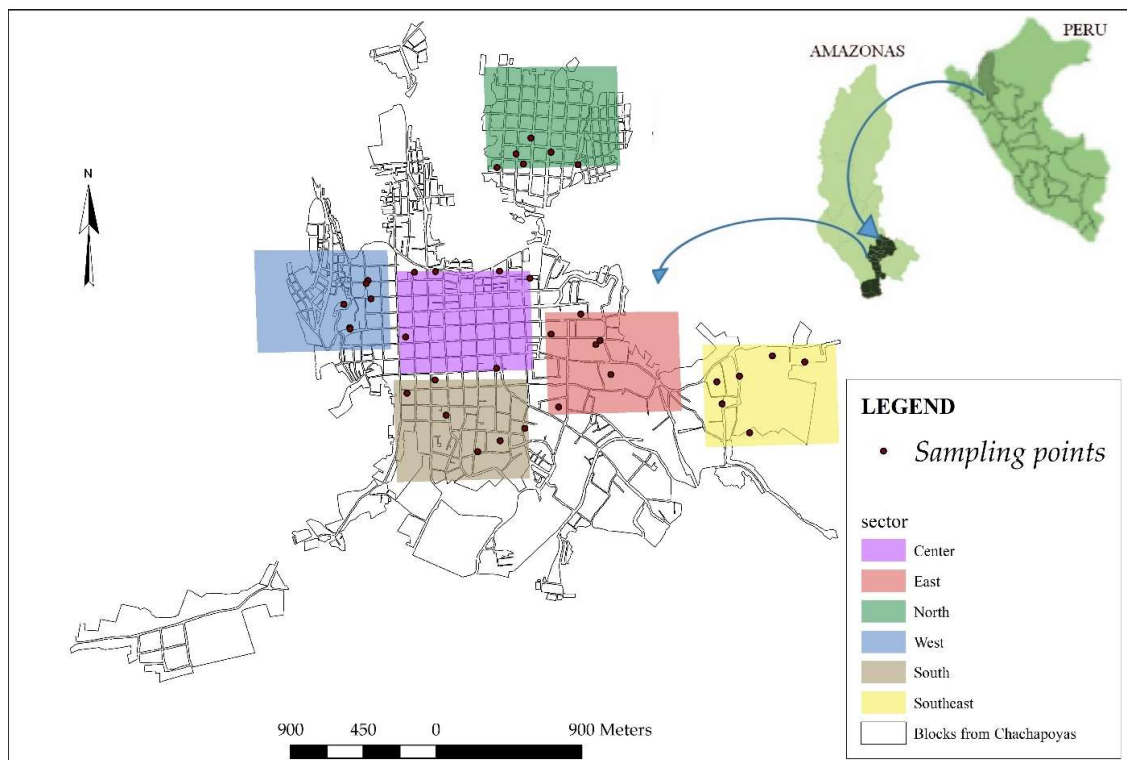 PERU
AMAZONAS
N
LEGEND
Sampling points
sector
Center
East
North
West
South
Southeast
Blocks from Chachapoyas
900 450 0 900 Meters